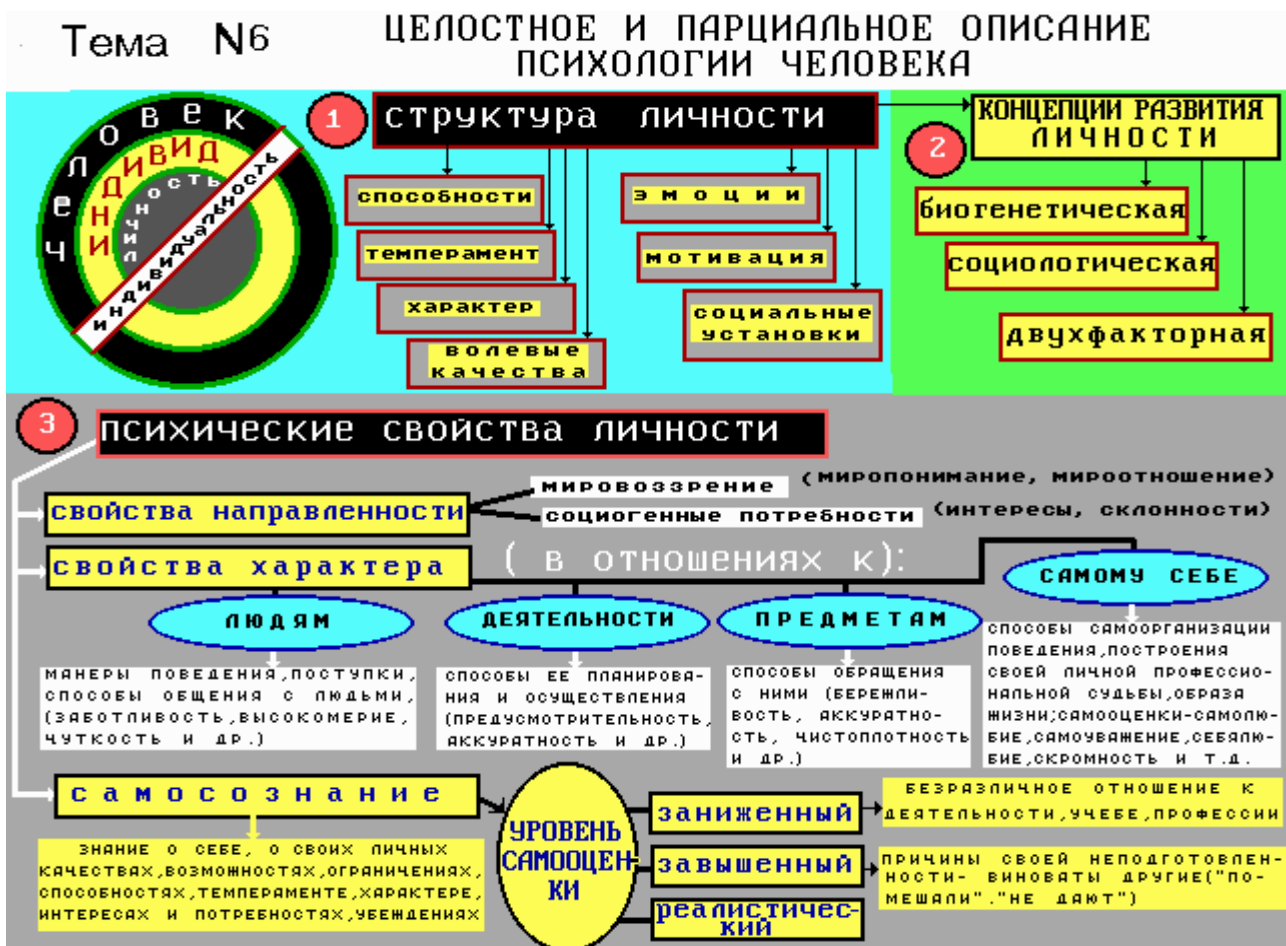 Тема N6
ЦЕЛОСТНОЕ И ПАРЦИАЛЬНОЕ ОПИСАНИЕ
ПСИХОЛОГИИ ЧЕЛОВЕКА
человек
ИНДИВИД
личность
индивидуальность
1
структура личности
способности
темперамент
характер
волевые
качества
эмоции
мотивация
социальные
установки
2
КОНЦЕПЦИИ РАЗВИТИЯ
ЛИЧНОСТИ
биогенетическая
социологическая
двухфакторная
3
психические свойства личности
свойства направленности
мировоззрение
(миропонимание, мироотношение)
социогенные потребности
(интересы, склонности)
свойства характера
( в отношениях к):
ЛЮДЯМ
ДЕЯТЕЛЬНОСТИ
ПРЕДМЕТАМ
САМОМУ СЕБЕ
МАНЕРЫ ПОВЕДЕНИЯ,ПОСТУПКИ,
СПОСОБЫ ОБЩЕНИЯ С ЛЮДЬМИ,
(ЗАБОТЛИВОСТЬ,ВЫСОКОМЕРИЕ,
ЧУТКОСТЬ И ДР.)
СПОСОБЫ ЕЕ ПЛАНИРОВА-
НИЯ И ОСУЩЕСТВЛЕНИЯ
(ПРЕДУСМОТРИТЕЛЬНОСТЬ,
АККУРАТНОСТЬ И ДР.)
СПОСОБЫ ОБРАЩЕНИЯ
С НИМИ (БЕРЕЖЛИ-
ВОСТЬ, АККУРАТНО-
СТЬ, ЧИСТОПЛОТНОСТЬ
И ДР.)
СПОСОБЫ САМООРГАНИЗАЦИИ
ПОВЕДЕНИЯ,ПОСТРОЕНИЯ
СВОЕЙ ЛИЧНОЙ ПРОФЕССИО-
НАЛЬНОЙ СУДЬБЫ,ОБРАЗА
ЖИЗНИ;САМООЦЕНКИ-САМОЛЮ-
БИЕ,САМОУВАЖЕНИЕ,СЕБЯЛЮ-
БИЕ,СКРОМНОСТЬ И Т.Д.
самосознание
ЗНАНИЕ О СЕБЕ, О СВОИХ ЛИЧНЫХ
КАЧЕСТВАХ,ВОЗМОЖНОСТЯХ,ОГРАНИЧЕНИЯХ,
СПОСОБНОСТЯХ,ТЕМПЕРАМЕНТЕ,ХАРАКТЕРЕ,
ИНТЕРЕСАХ И ПОТРЕБНОСТЯХ,УБЕЖДЕНИЯХ
УРОВЕНЬ
САМООЦЕН-
КИ
заниженный
БЕЗРАЗЛИЧНОЕ ОТНОШЕНИЕ К
ДЕЯТЕЛЬНОСТИ,УЧЕБЕ,ПРОФЕССИИ
завышенный
ПРИЧИНЫ СВОЕЙ НЕПОДГОТОВЛЕН-
НОСТИ- ВИНОВАТЫ ДРУГИЕ("ПО-
МЕШАЛИ"."НЕ ДАЮТ")
реалистичес-
кий